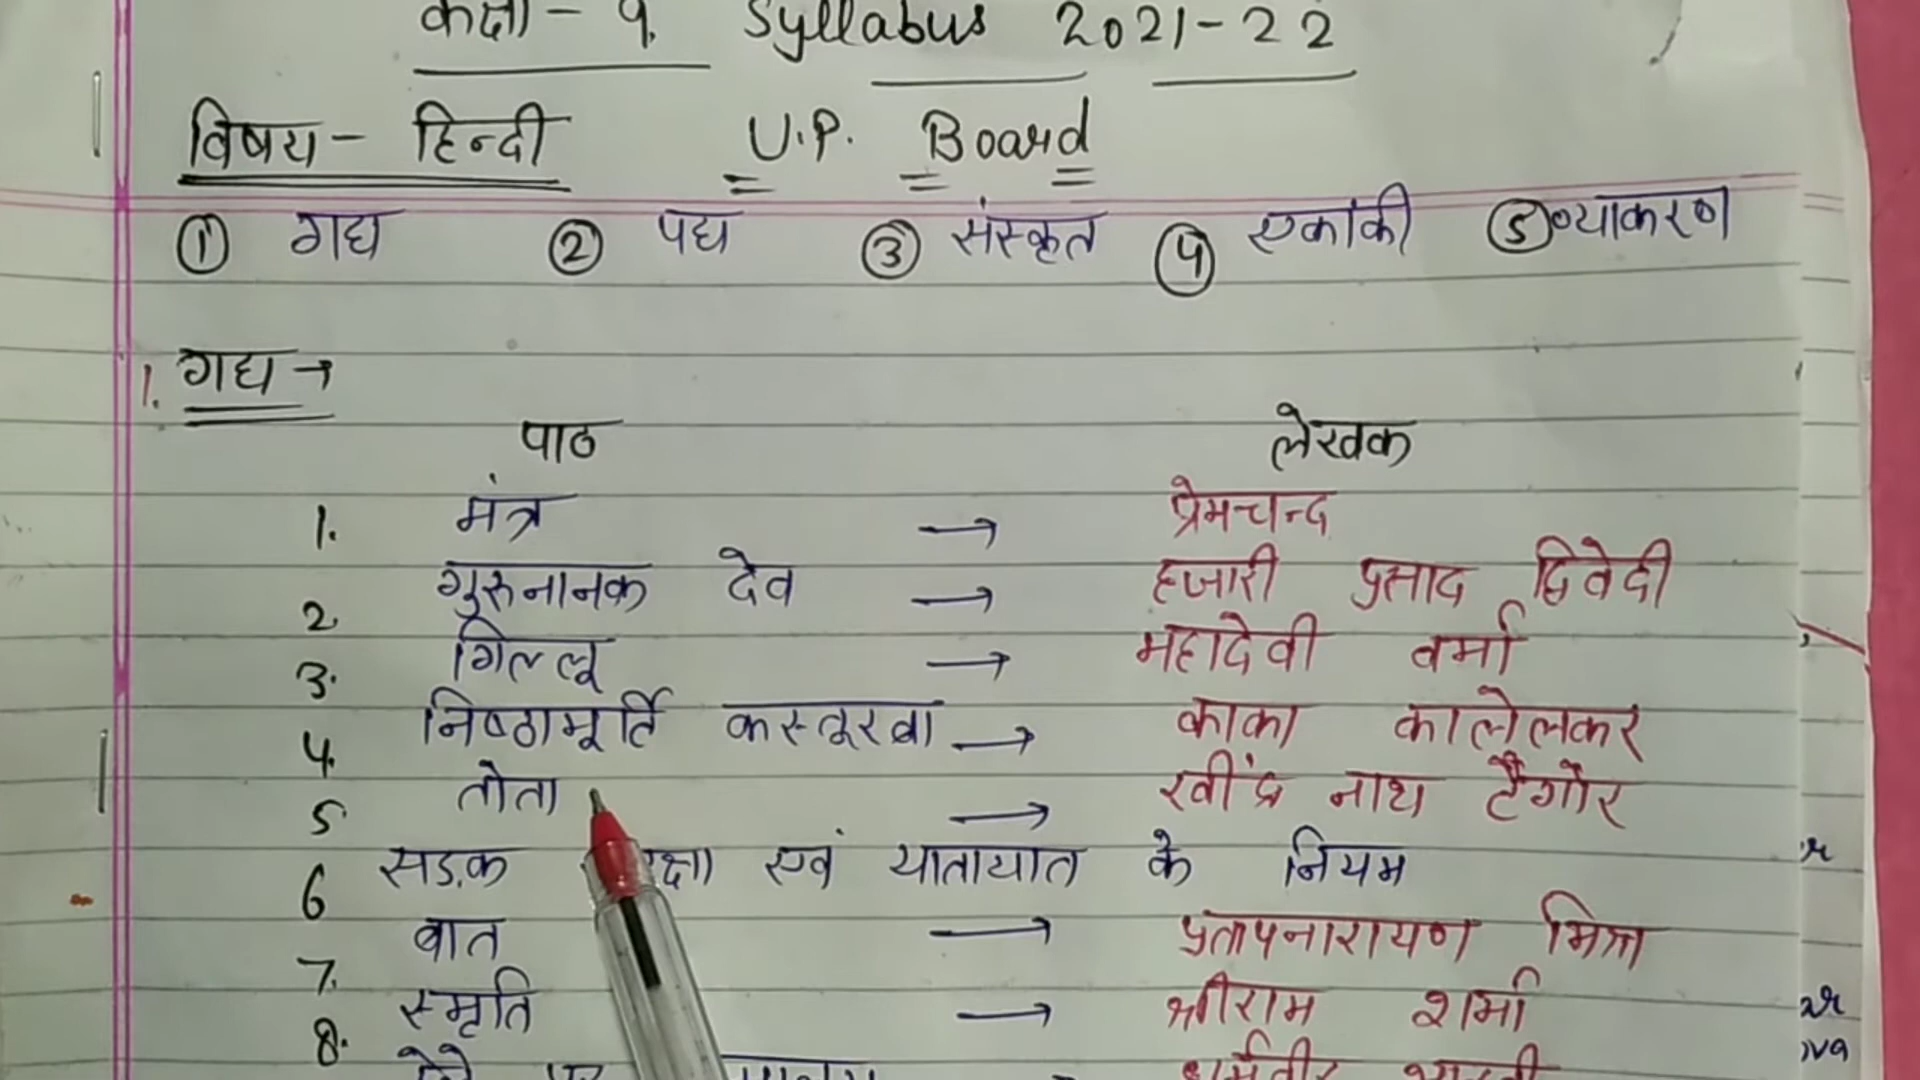 कक्षा - 9. Syllabus 2021-22
विषय - हिन्दी U.P. Board
① गद्य ② पद्य ③ संस्कृत ④ एकांकी ⑤ व्याकरण
1. गद्य →
पाठ लेखक
1. मंत्र → प्रेमचन्द
2. गुरुनानक देव → हजारी प्रसाद द्विवेदी
3. गिल्लू → महादेवी वर्मा
4. निष्ठामूर्ति कस्तूरबा → काका कालेलकर
5 तोता → रवींद्र नाथ टैगोर
6 सड़क क्षा एवं यातायात के नियम
7. बात → प्रतापनारायण मिश्र
8. स्मृति → श्रीराम शर्मा